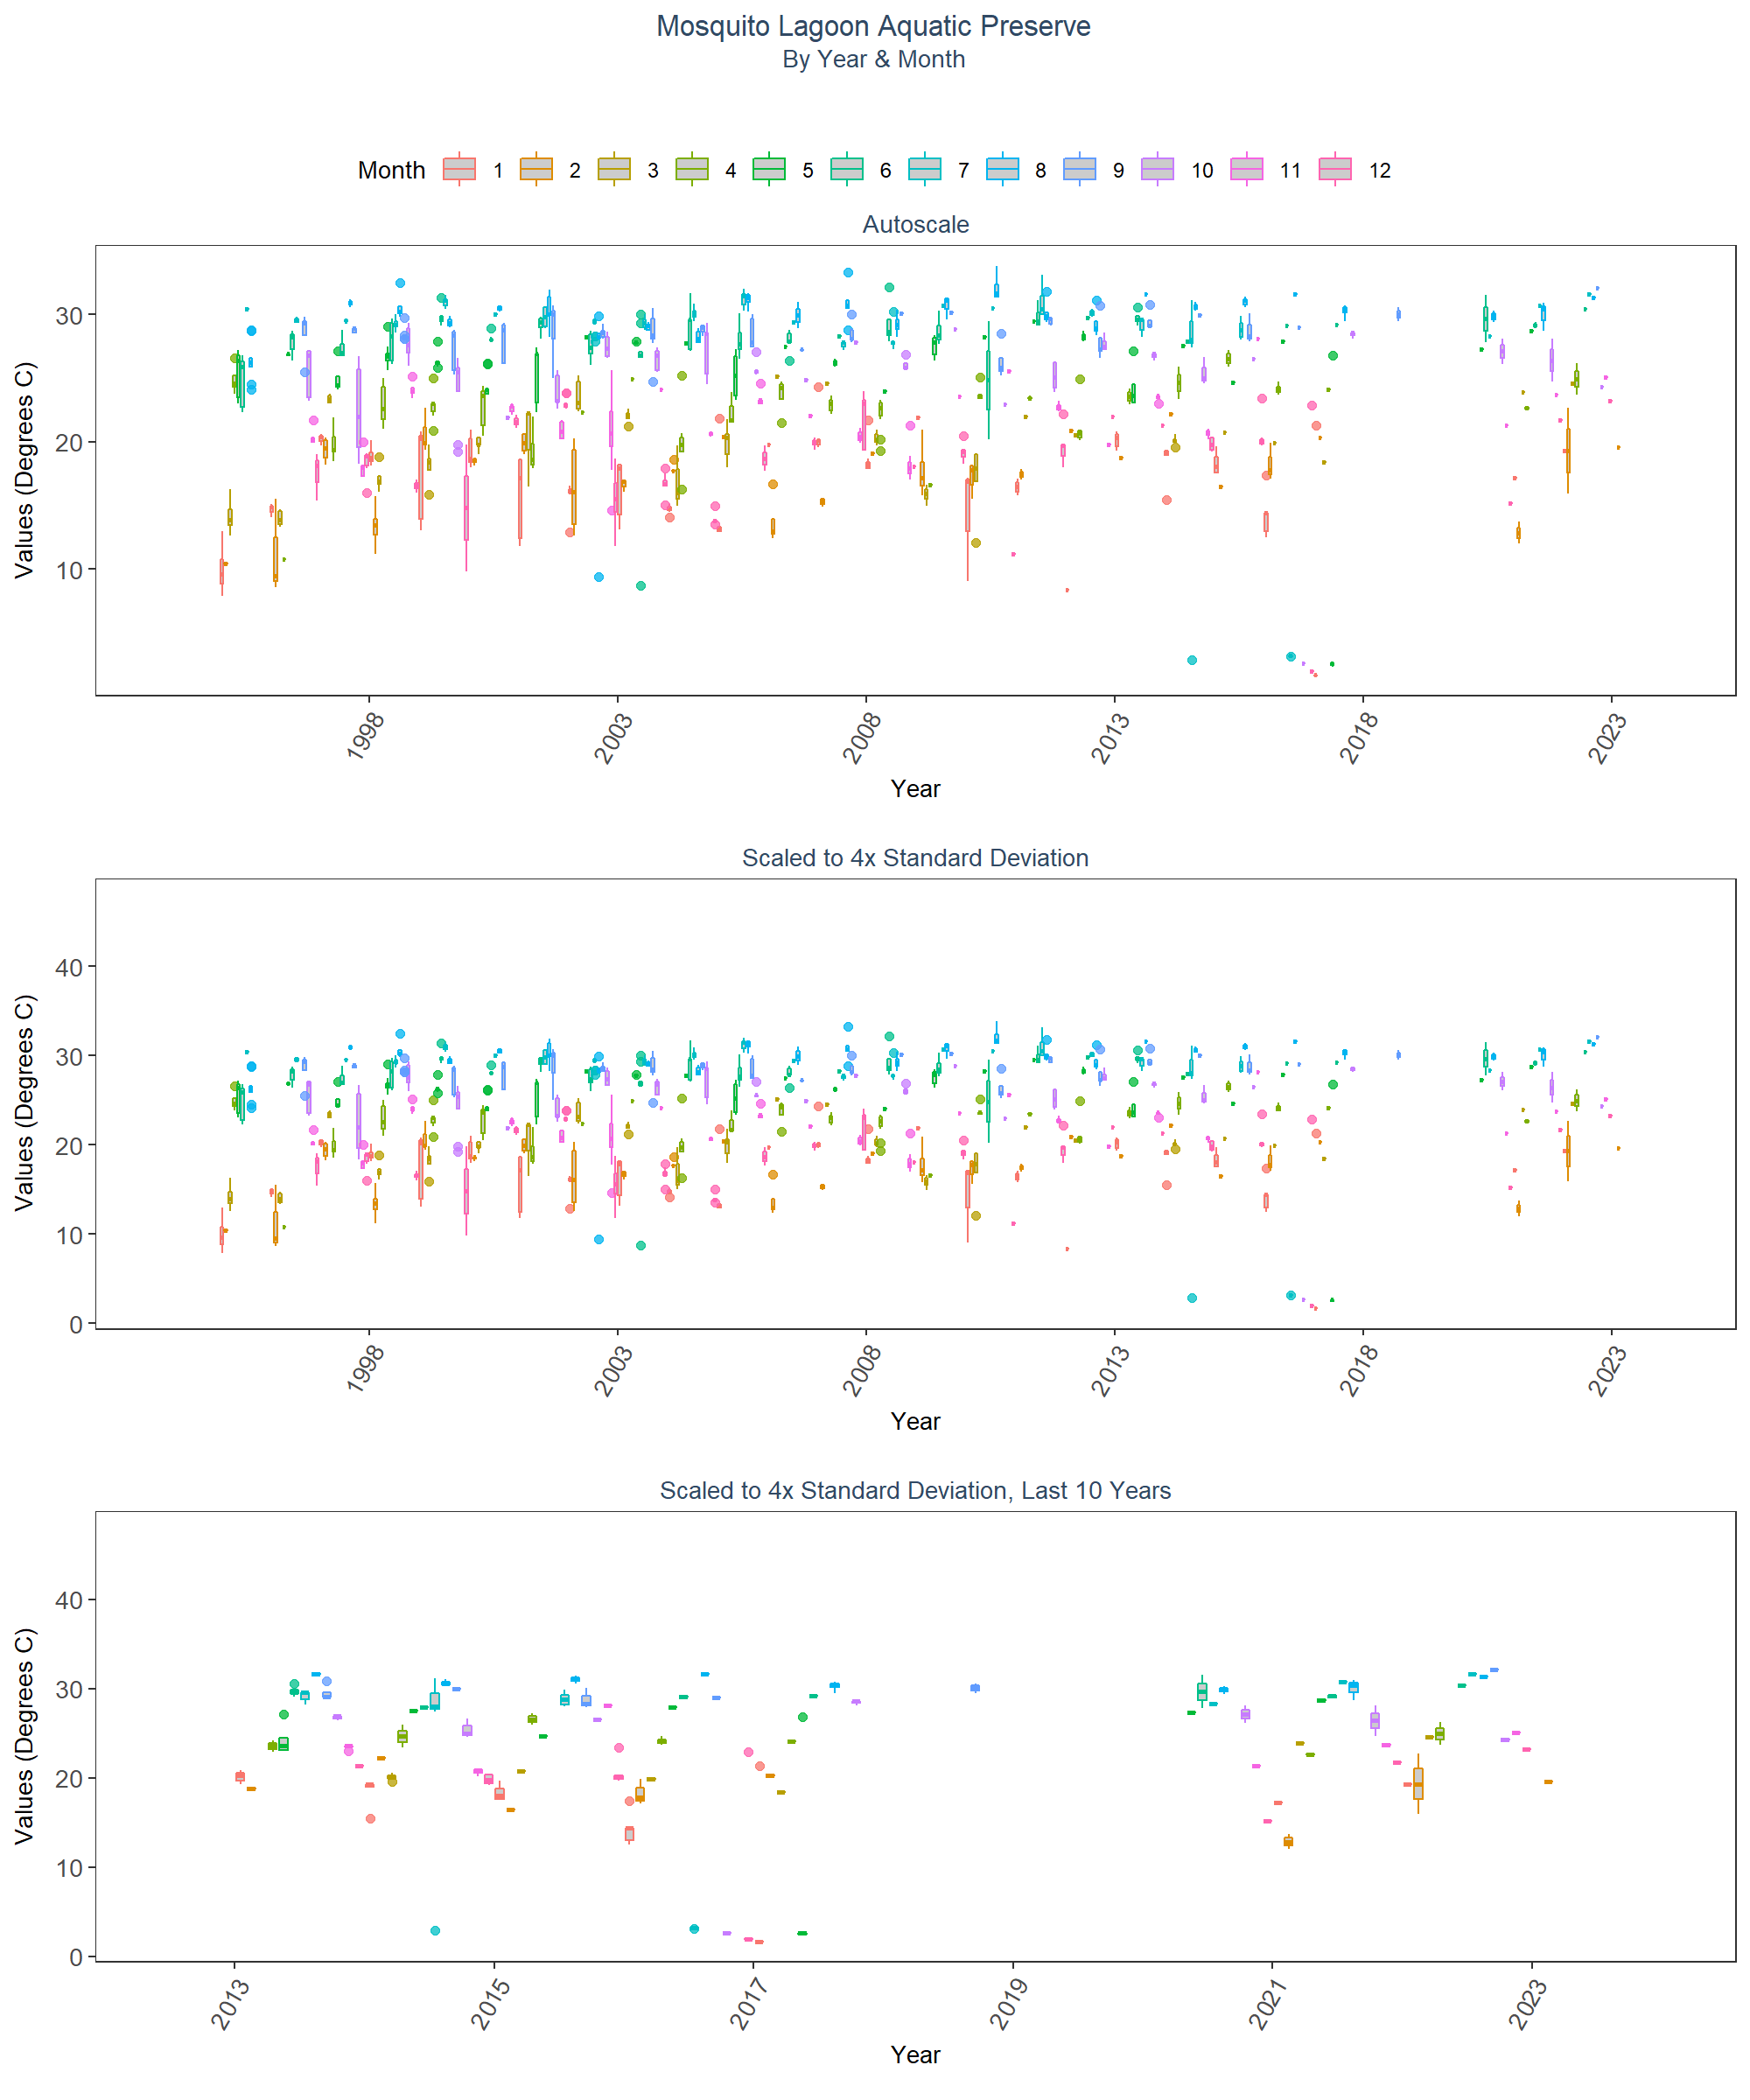 Mosquito Lagoon Aquatic Preserve
By Year & Month
Month 1 2 3 4 5 6 7 8 9 10 11 12
Autoscale
Values (Degrees C)
30
20
10
1998 2003 2008 2013 2018 2023
Year
Scaled to 4x Standard Deviation
Values (Degrees C)
40
30
20
10
0
1998 2003 2008 2013 2018 2023
Year
Scaled to 4x Standard Deviation, Last 10 Years
Values (Degrees C)
40
30
20
10
0
2013 2015 2017 2019 2021 2023
Year